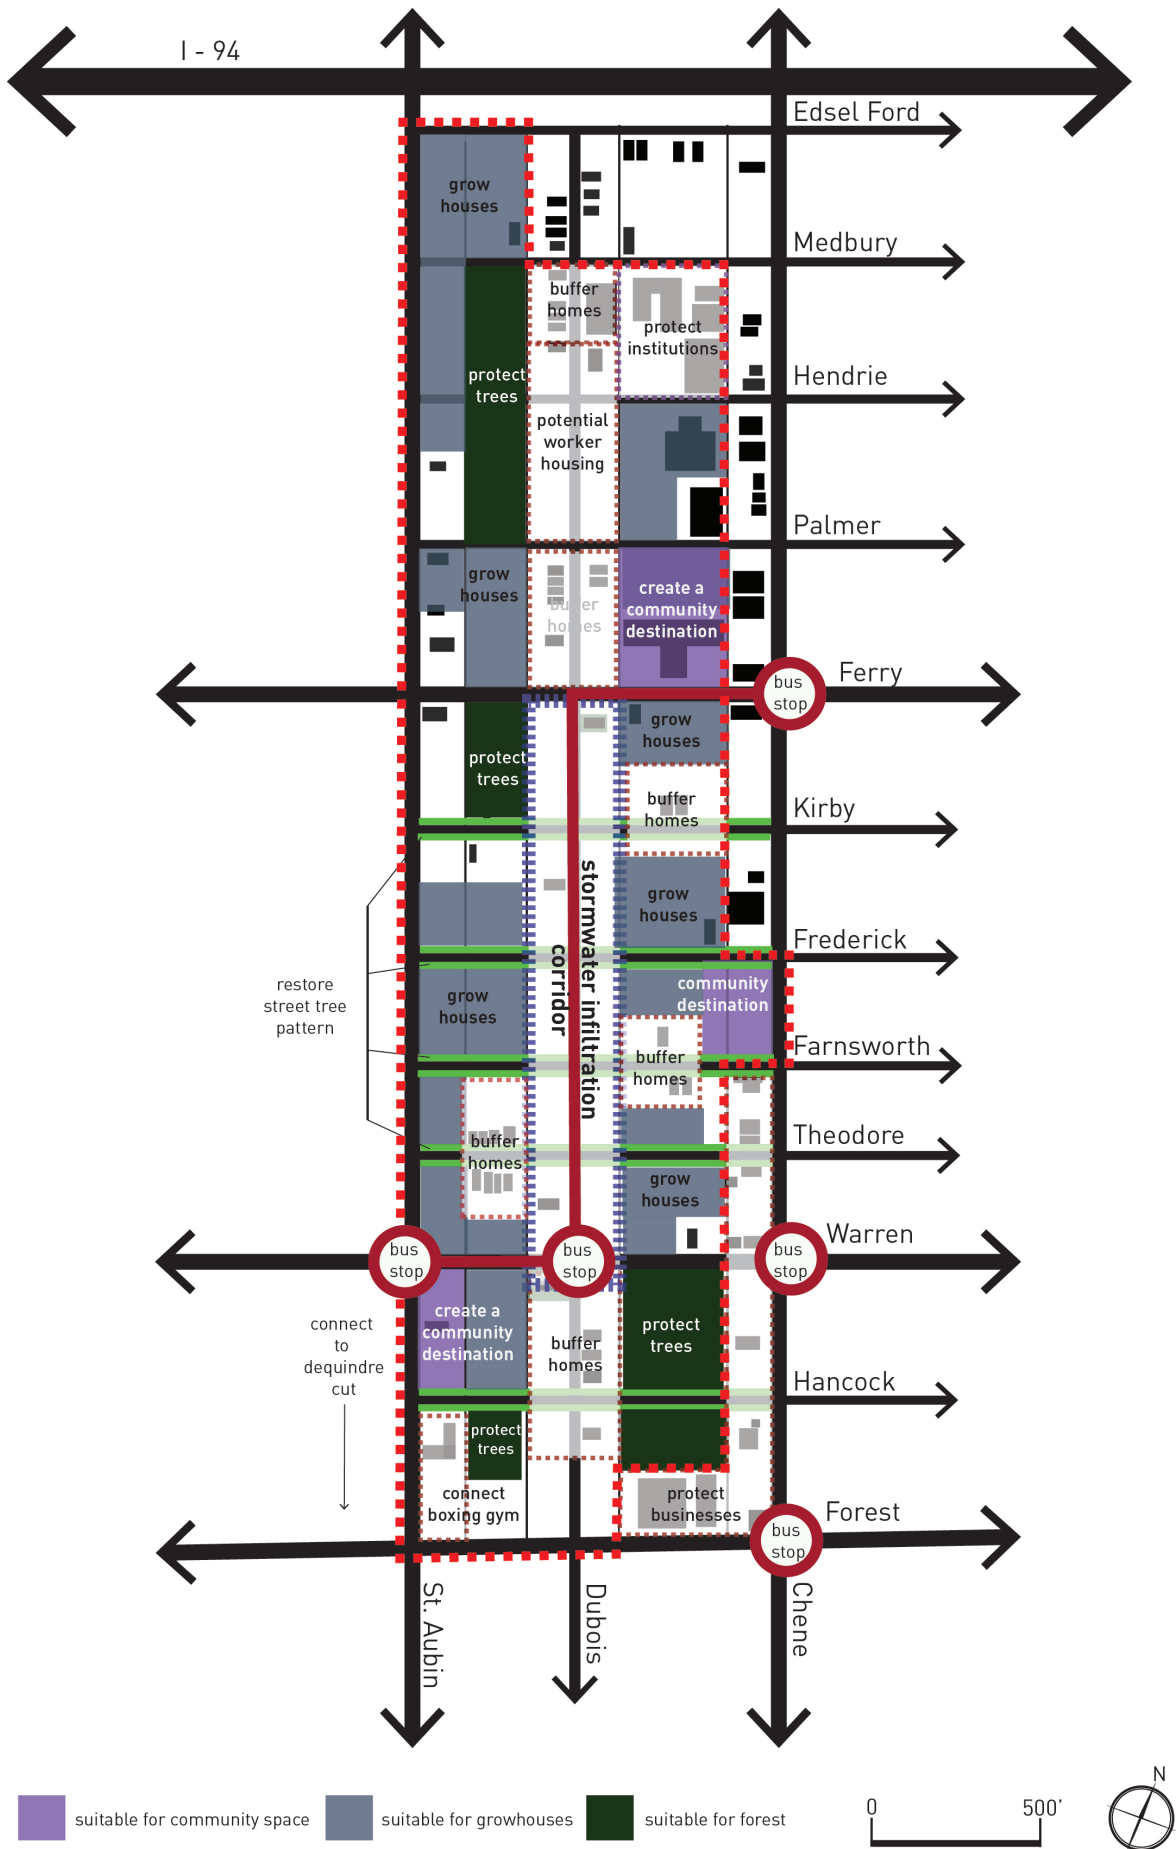 I - 94
Edsel Ford
grow
houses
Medbury
buffer
homes
protect
institutions
protect
trees
Hendrie
potential
worker
housing
Palmer
grow
houses
buffer
homes
create a
community
destination
Ferry
bus
stop
grow
houses
protect
trees
buffer
homes
Kirby
grow
houses
stormwater infiltration
corridor
Frederick
restore
street tree
pattern
grow
houses
community
destination
Farnsworth
buffer
homes
Theodore
buffer
homes
grow
houses
Warren
bus
stop
bus
stop
bus
stop
connect
to
dequindre
cut
create a
community
destination
buffer
homes
protect
trees
Hancock
protect
trees
connect
boxing gym
protect
businesses
Forest
bus
stop
St. Aubin
Dubois
Chene
suitable for community space
suitable for growhouses
suitable for forest
0
500'
N